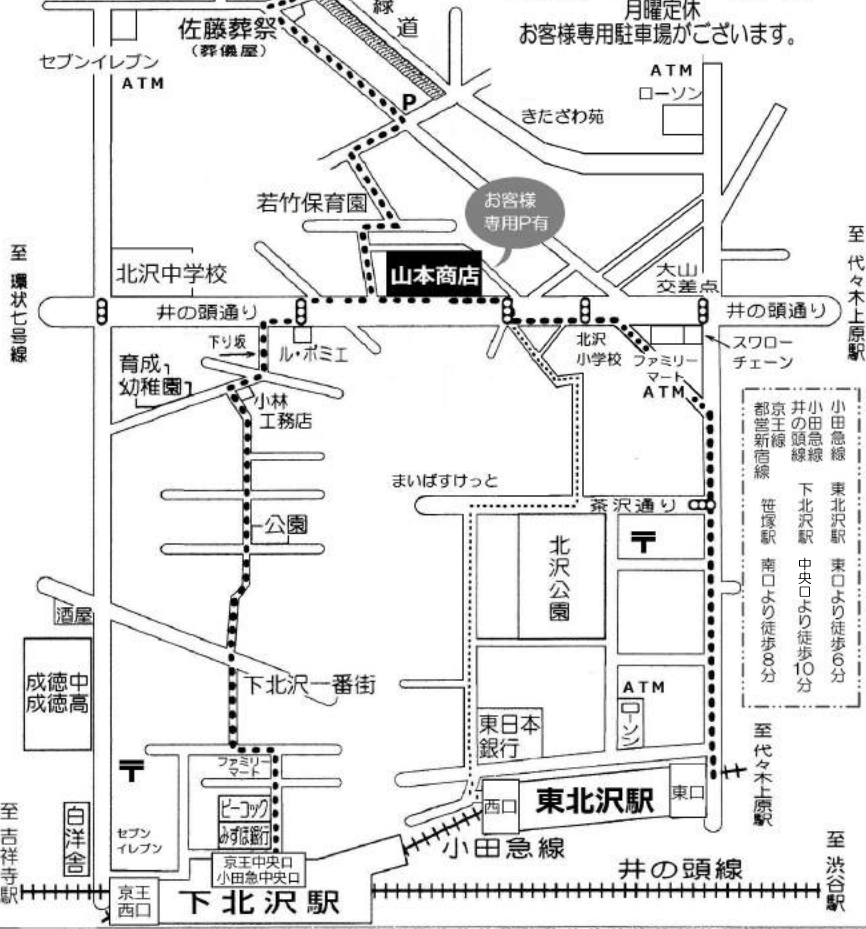 緑道
月曜定休
お客様専用駐車場がございます。
佐藤葬祭
(葬儀屋)
セブンイレブン
ATM
P
ATM
ローソン
きたざわ苑
若竹保育園
お客様
専用P有
至 環状七号線
至 代々木上原駅
北沢中学校
山本商店
大山
交差点
井の頭通り
井の頭通り
下り坂
ル・ポミエ
北沢
小学校
ファミリー
マート
ATM
スワロー
チェーン
育成
幼稚園
小林
工務店
小田急線 東北沢駅 東口より徒歩6分
小田急線
井の頭線 下北沢駅 中央口より徒歩10分
京王線
都営新宿線 笹塚駅 南口より徒歩8分
まいばすけっと
茶沢通り
公園
北沢公園
〒
酒屋
成徳中
成徳高
下北沢一番街
ATM
ローソン
東日本
銀行
至 代々木上原駅
〒
ファミリー
マート
ピーコック
みずほ銀行
西口
東北沢駅
東口
至 吉祥寺駅
白洋舎
セブン
イレブン
京王中央口
小田急中央口
小田急線
井の頭線
至 渋谷駅
京王
西口
下北沢駅